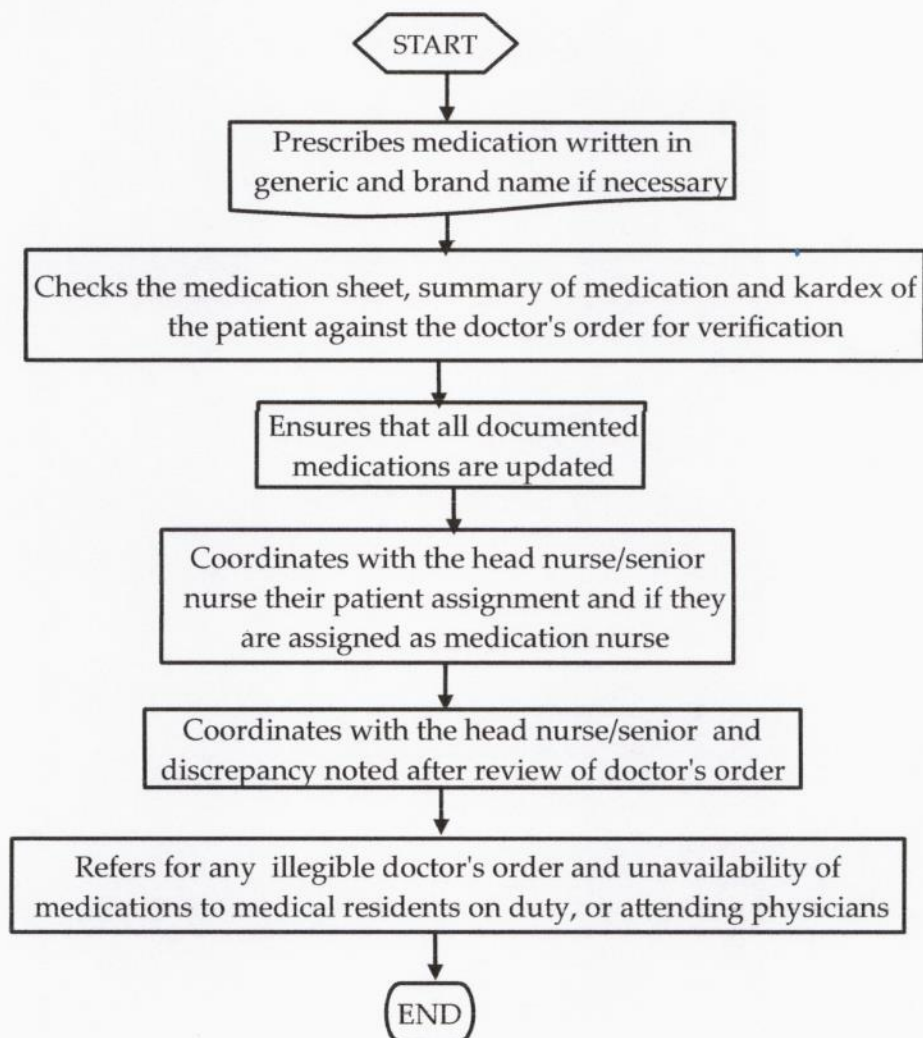 START
Prescribes medication written in
generic and brand name if necessary
Checks the medication sheet, summary of medication and kardex of
the patient against the doctor's order for verification
Ensures that all documented
medications are updated
Coordinates with the head nurse/senior
nurse their patient assignment and if they
are assigned as medication nurse
Coordinates with the head nurse/senior and
discrepancy noted after review of doctor's order
Refers for any illegible doctor's order and unavailability of
medications to medical residents on duty, or attending physicians
END